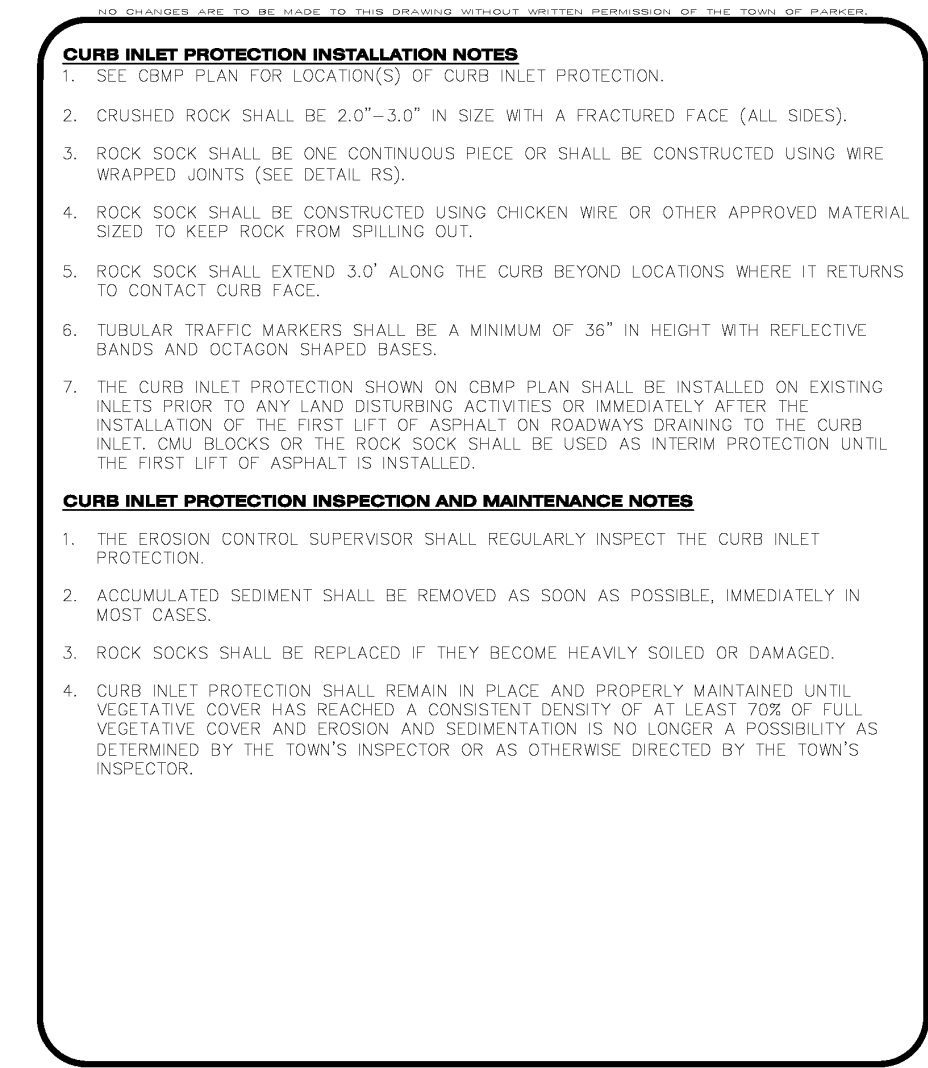 NO CHANGES ARE TO BE MADE TO THIS DRAWING WITHOUT WRITTEN PERMISSION OF THE TOWN OF PARKER.
CURB INLET PROTECTION INSTALLATION NOTES
1. SEE CBMP PLAN FOR LOCATION(S) OF CURB INLET PROTECTION.
2. CRUSHED ROCK SHALL BE 2.0"-3.0" IN SIZE WITH A FRACTURED FACE (ALL SIDES).
3. ROCK SOCK SHALL BE ONE CONTINUOUS PIECE OR SHALL BE CONSTRUCTED USING WIRE
WRAPPED JOINTS (SEE DETAIL RS).
4. ROCK SOCK SHALL BE CONSTRUCTED USING CHICKEN WIRE OR OTHER APPROVED MATERIAL
SIZED TO KEEP ROCK FROM SPILLING OUT.
5. ROCK SOCK SHALL EXTEND 3.0' ALONG THE CURB BEYOND LOCATIONS WHERE IT RETURNS
TO CONTACT CURB FACE.
6. TUBULAR TRAFFIC MARKERS SHALL BE A MINIMUM OF 36" IN HEIGHT WITH REFLECTIVE
BANDS AND OCTAGON SHAPED BASES.
7. THE CURB INLET PROTECTION SHOWN ON CBMP PLAN SHALL BE INSTALLED ON EXISTING
INLETS PRIOR TO ANY LAND DISTURBING ACTIVITIES OR IMMEDIATELY AFTER THE
INSTALLATION OF THE FIRST LIFT OF ASPHALT ON ROADWAYS DRAINING TO THE CURB
INLET. CMU BLOCKS OR THE ROCK SOCK SHALL BE USED AS INTERIM PROTECTION UNTIL
THE FIRST LIFT OF ASPHALT IS INSTALLED.
CURB INLET PROTECTION INSPECTION AND MAINTENANCE NOTES
1. THE EROSION CONTROL SUPERVISOR SHALL REGULARLY INSPECT THE CURB INLET
PROTECTION.
2. ACCUMULATED SEDIMENT SHALL BE REMOVED AS SOON AS POSSIBLE, IMMEDIATELY IN
MOST CASES.
3. ROCK SOCKS SHALL BE REPLACED IF THEY BECOME HEAVILY SOILED OR DAMAGED.
4. CURB INLET PROTECTION SHALL REMAIN IN PLACE AND PROPERLY MAINTAINED UNTIL
VEGETATIVE COVER HAS REACHED A CONSISTENT DENSITY OF AT LEAST 70% OF FULL
VEGETATIVE COVER AND EROSION AND SEDIMENTATION IS NO LONGER A POSSIBILITY AS
DETERMINED BY THE TOWN'S INSPECTOR OR AS OTHERWISE DIRECTED BY THE TOWN'S
INSPECTOR.